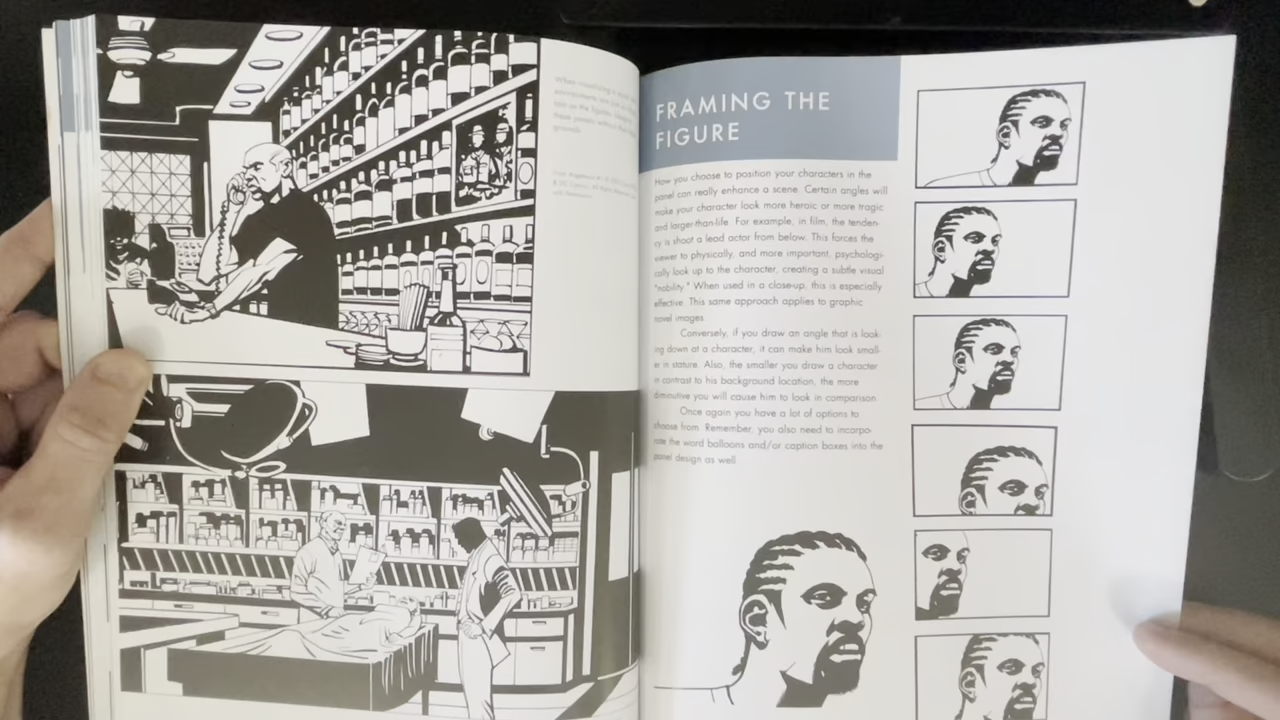 When visualizing a
FRAMING THE
FIGURE
How you choose to position your characters in the
panel can really enhance a scene. Certain angles will
make your character look more heroic or more tragic
and larger-than-life. For example, in film, the tenden-
cy is shoot a lead actor from below. This forces the
viewer to physically, and more important, psychologi-
cally look up to the character, creating a subtle visual
"nobility." When used in a close-up, this is especially
effective. This same approach applies to graphic
novel images.
Conversely, if you draw an angle that is look-
ing down at a character, it can make him look small-
er in stature. Also, the smaller you draw a character
in contrast to his background location, the more
diminutive you will cause him to look in comparison.
Once again you have a lot of options to
choose from. Remember, you also need to incorpo-
rate the word balloons and/or caption boxes into the
panel design as well.